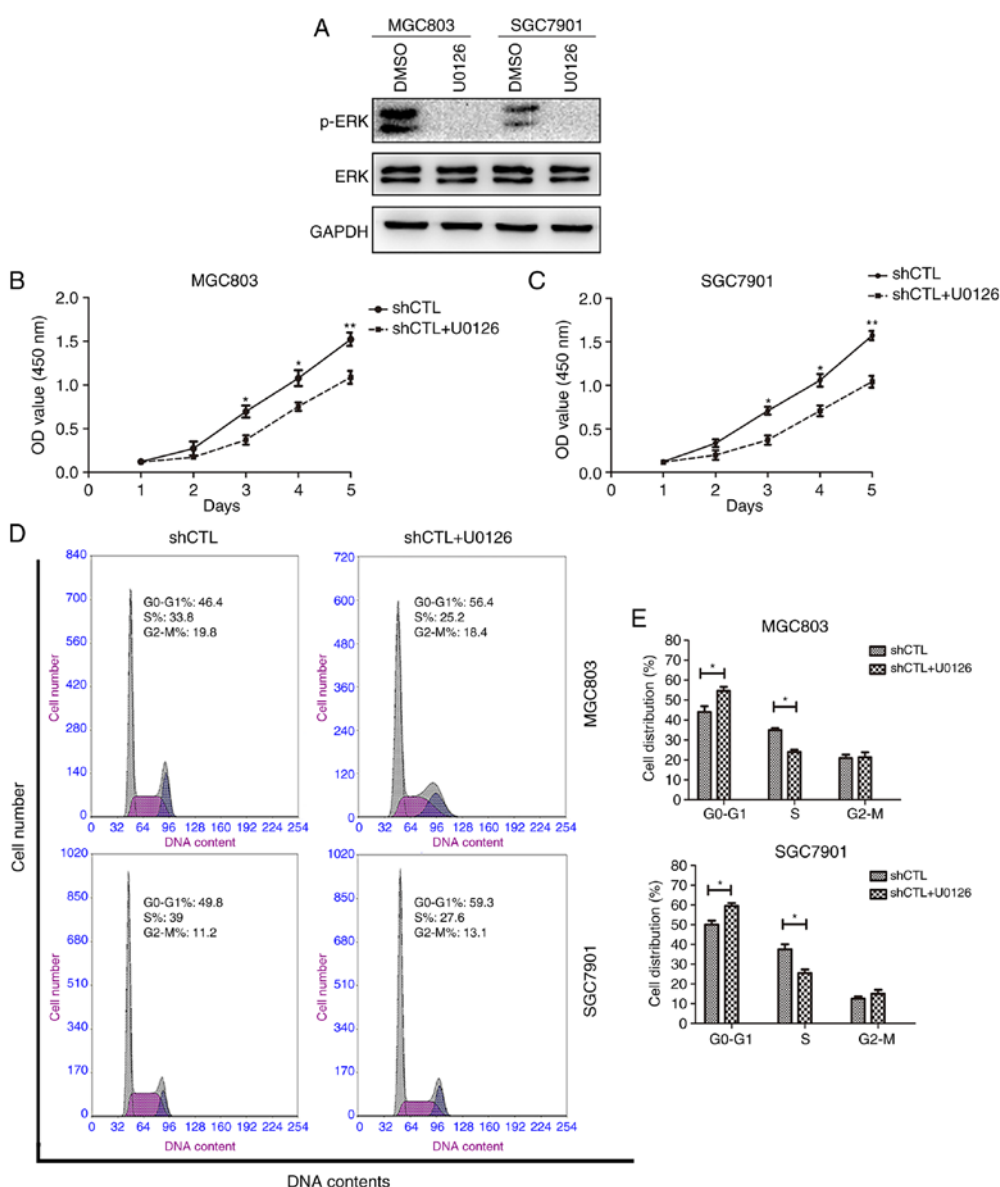 A
MGC803 SGC7901
DMSO U0126 DMSO U0126
p-ERK
ERK
GAPDH
B
MGC803
shCTL
shCTL+U0126
OD value (450 nm)
2.0
1.5
1.0
0.5
0.0
* * **
0 1 2 3 4 5
Days
C
SGC7901
shCTL
shCTL+U0126
OD value (450 nm)
2.0
1.5
1.0
0.5
0.0
* * **
0 1 2 3 4 5
Days
D
shCTL shCTL+U0126
Cell number
Cell number
840
700
560
420
280
140
0
G0-G1%: 46.4
S%: 33.8
G2-M%: 19.8
0 32 64 96 128 160 192 224 254
DNA content
Cell number
720
600
480
360
240
120
0
G0-G1%: 56.4
S%: 25.2
G2-M%: 18.4
0 32 64 96 128 160 192 224 254
DNA content
MGC803
Cell number
1020
850
680
510
340
170
0
G0-G1%: 49.8
S%: 39
G2-M%: 11.2
0 32 64 96 128 160 192 224 254
DNA content
Cell number
1020
850
680
510
340
170
0
G0-G1%: 59.3
S%: 27.6
G2-M%: 13.1
0 32 64 96 128 160 192 224 254
DNA content
SGC7901
DNA contents
E
MGC803
shCTL
shCTL+U0126
Cell distribution (%)
80
70
60
50
40
30
20
10
0
* *
G0-G1 S G2-M
SGC7901
shCTL
shCTL+U0126
Cell distribution (%)
80
70
60
50
40
30
20
10
0
* *
G0-G1 S G2-M